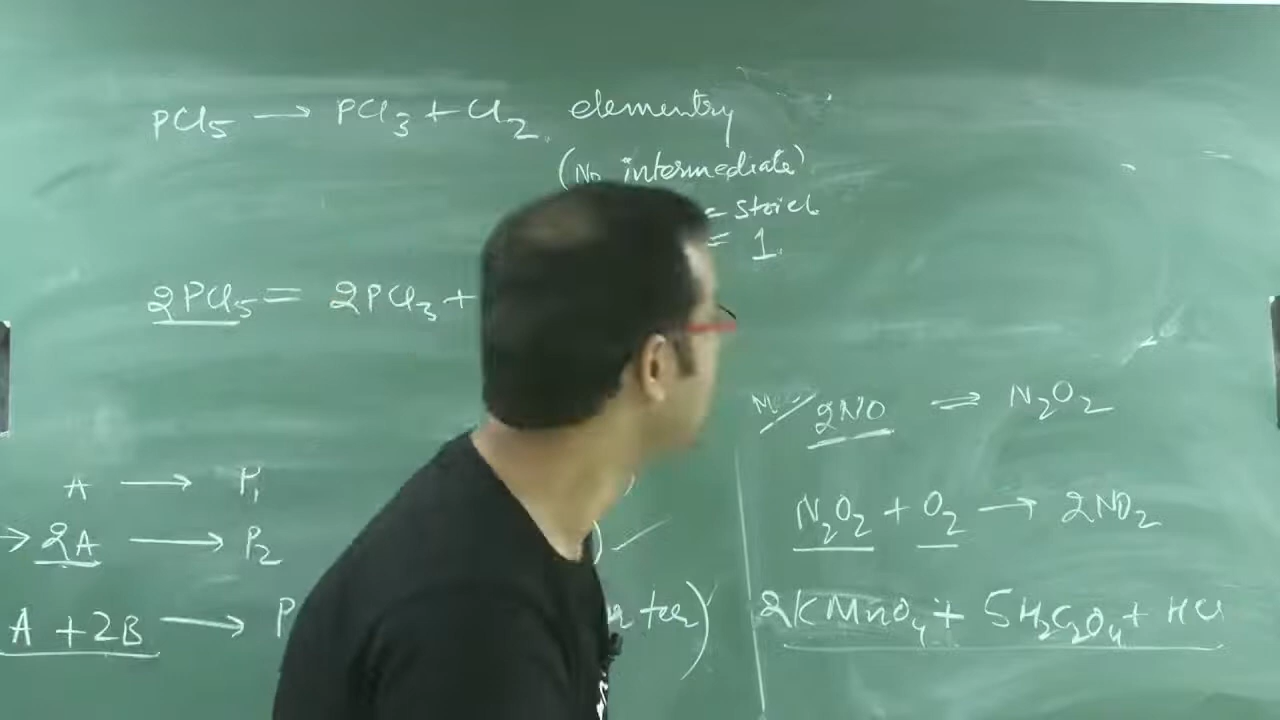 PCl5 → PCl3 + Cl2. elementry
(No intermediate)
= stoich
= 1.
2PCl5 = 2PCl3 +
2NO ⇌ N2O2
A → P1
→ 2A → P2
N2O2 + O2 → 2NO2
A + 2B → P
2KMnO4 + 5H2C2O4 + HCl